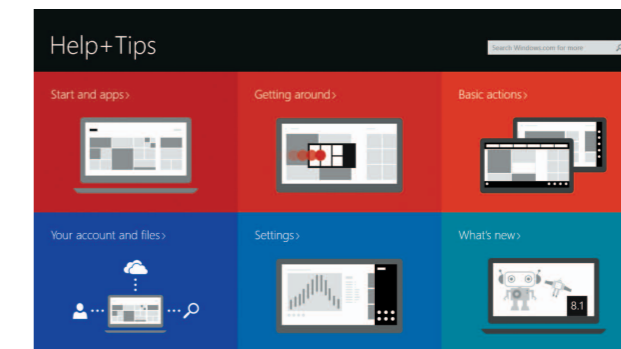 Help+Tips
Search Windows.com for more
Start and apps>
Getting around>
Basic actions>
Your account and files>
Settings>
What's new>
8.1